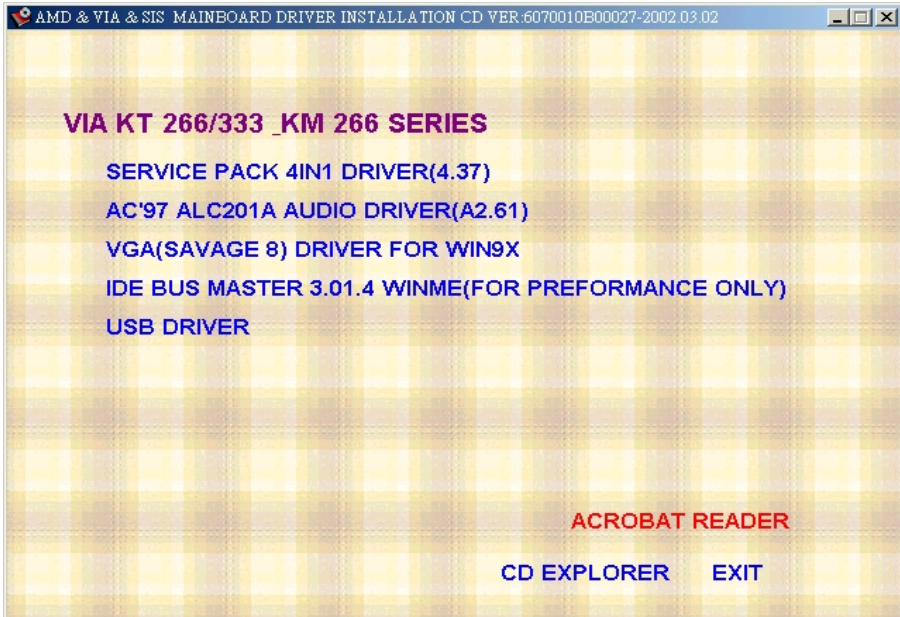 AMD & VIA & SIS MAINBOARD DRIVER INSTALLATION CD VER:6070010B00027-2002.03.02
VIA KT 266/333 _KM 266 SERIES
SERVICE PACK 4IN1 DRIVER(4.37)
AC'97 ALC201A AUDIO DRIVER(A2.61)
VGA(SAVAGE 8) DRIVER FOR WIN9X
IDE BUS MASTER 3.01.4 WINME(FOR PREFORMANCE ONLY)
USB DRIVER
ACROBAT READER
CD EXPLORER EXIT